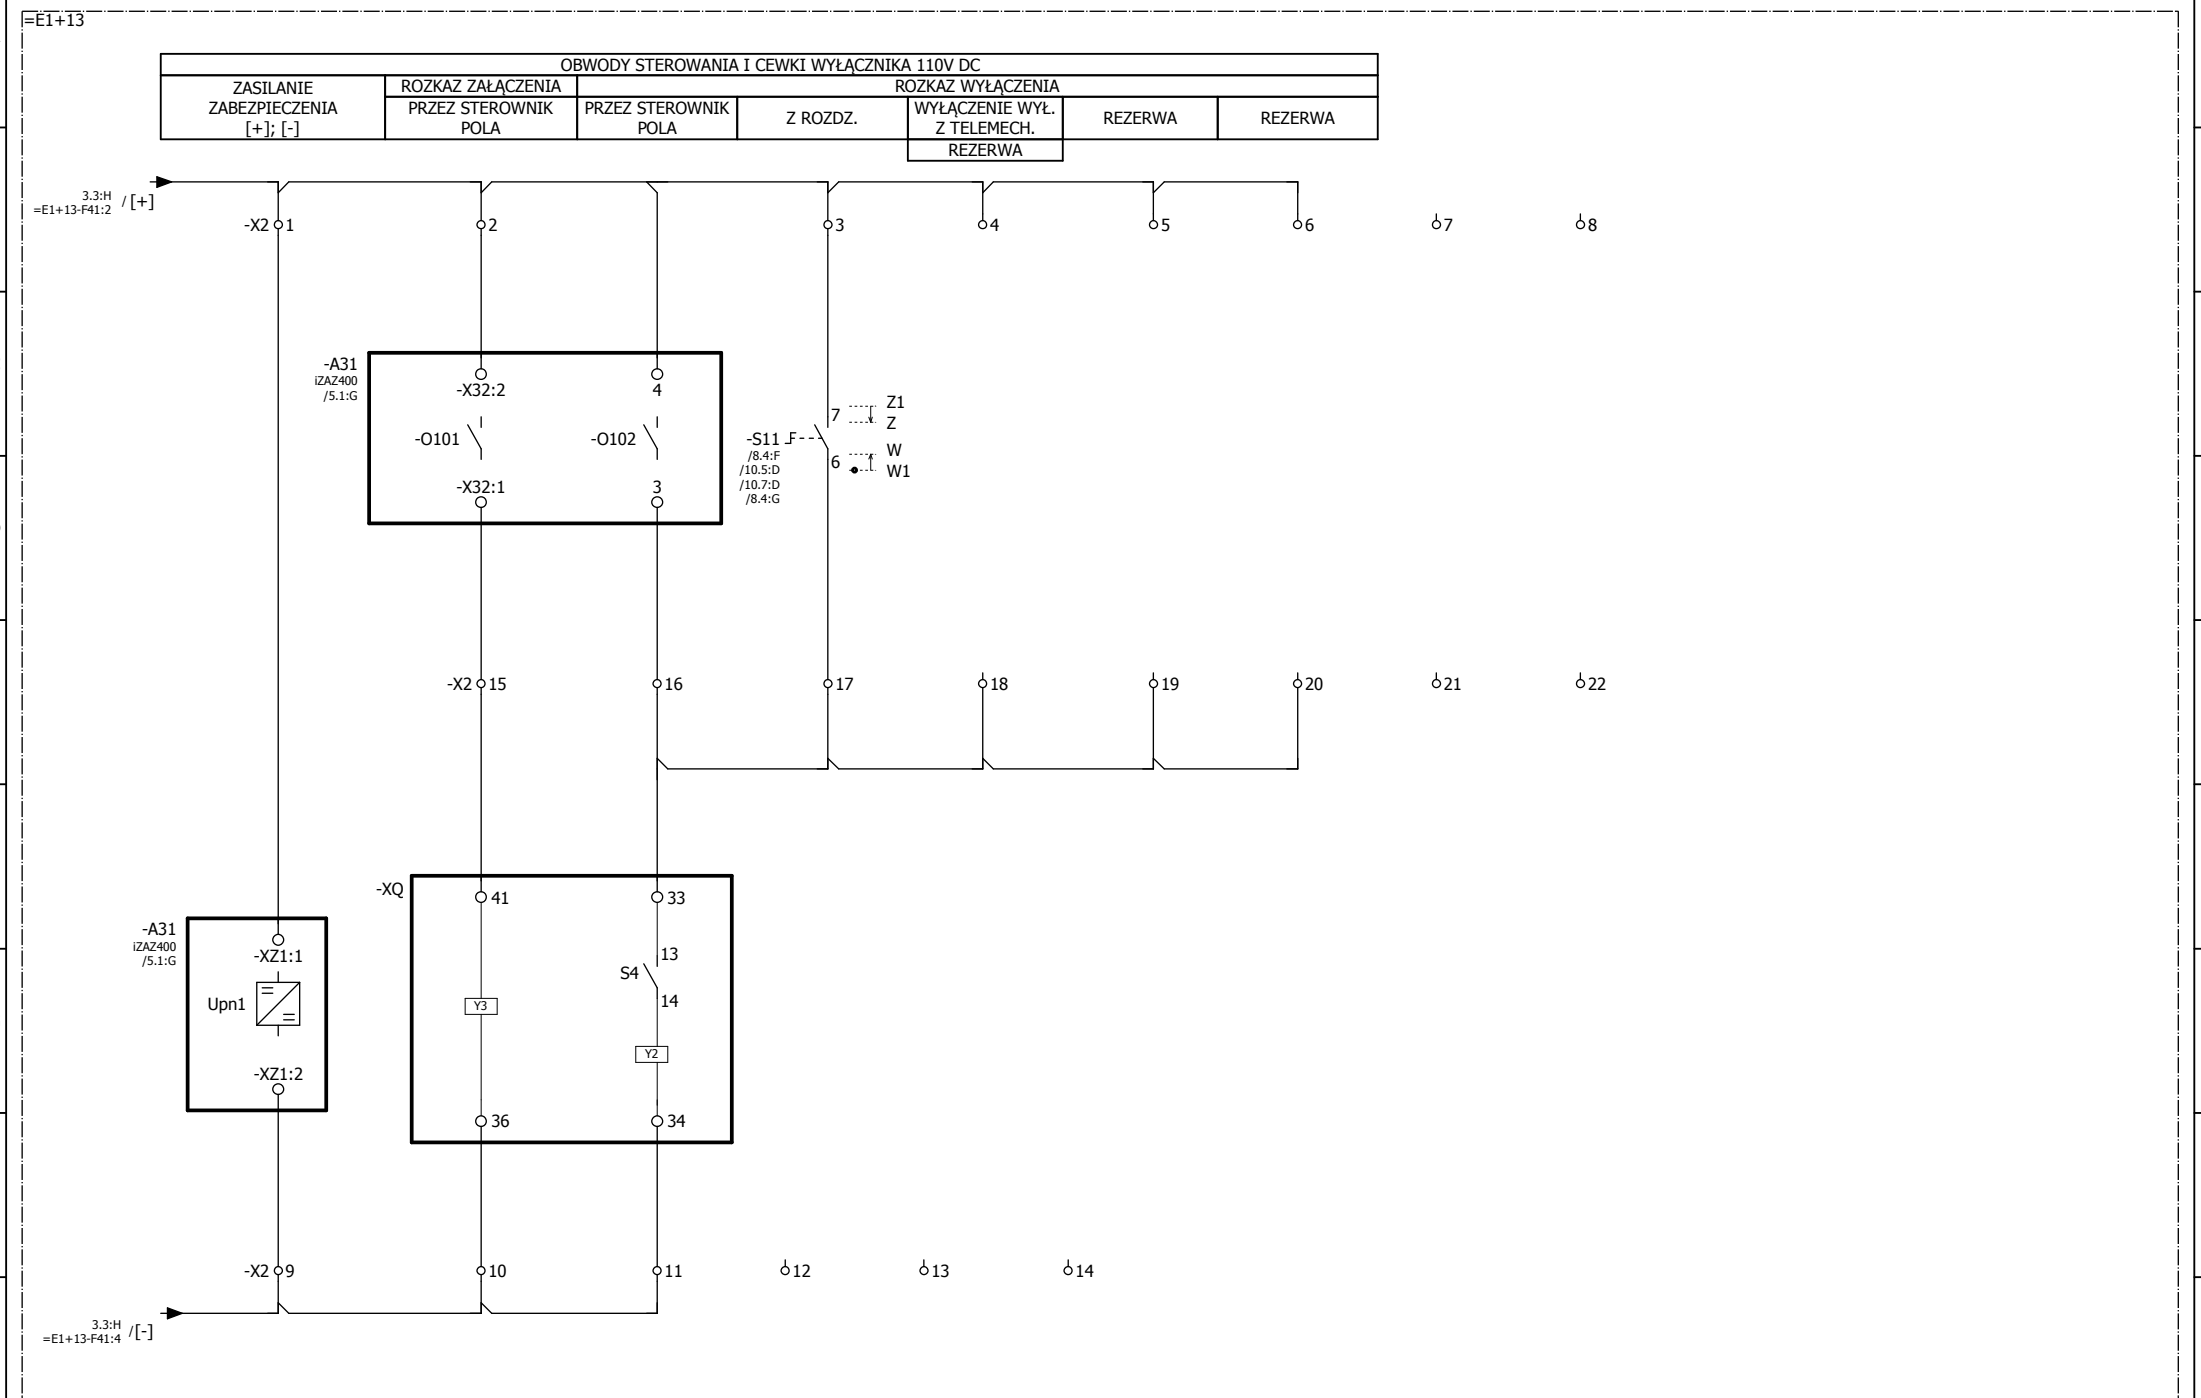 =E1+13
OBWODY STEROWANIA I CEWKI WYŁĄCZNIKA 110V DC
ZASILANIE
ZABEZPIECZENIA
[+]; [-]
ROZKAZ ZAŁĄCZENIA
ROZKAZ WYŁĄCZENIA
PRZEZ STEROWNIK
POLA
PRZEZ STEROWNIK
POLA
Z ROZDZ.
WYŁĄCZENIE WYŁ.
Z TELEMECH.
REZERWA
REZERWA
REZERWA
3.3:H
=E1+13-F41:2
/ [+]
-X2 1 2 3 4 5 6 7 8
-A31
iZAZ400
/5.1:G
-X32:2
4
-O101
-O102
-X32:1
3
-S11
/8.4:F
/10.5:D
/10.7:D
/8.4:G
7
6
Z1
Z
W
W1
-X2 15 16 17 18 19 20 21 22
-XQ
41
33
13
S4
14
Y3
Y2
36
34
-A31
iZAZ400
/5.1:G
-XZ1:1
Upn1
-XZ1:2
-X2 9 10 11 12 13 14
3.3:H
=E1+13-F41:4
/[-]